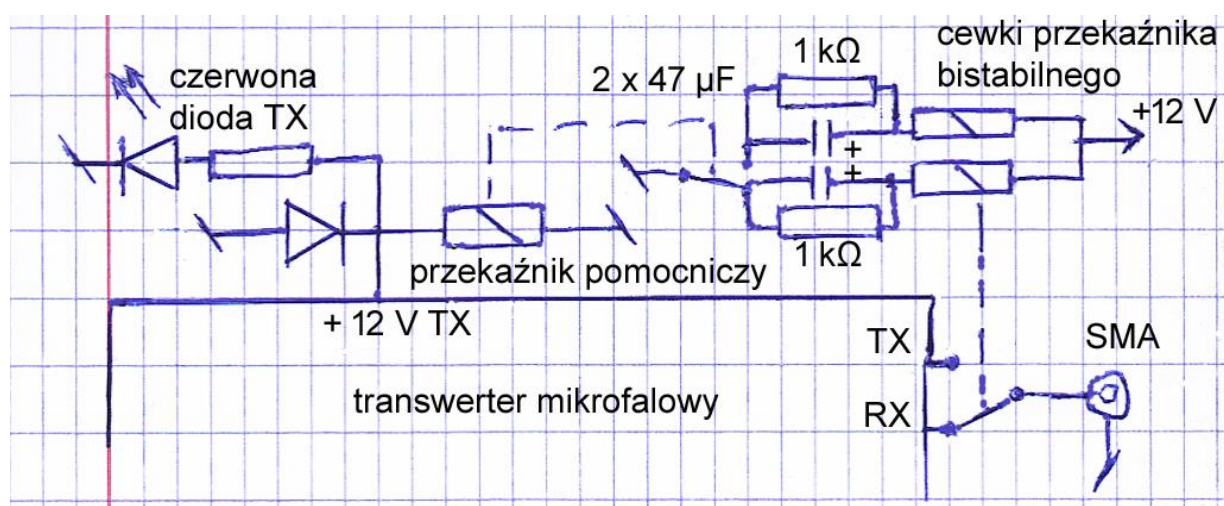 czerwona
dioda TX
2 x 47 µF
1 kΩ
cewki przekaźnika
bistabilnego
+12 V
+
+
1 kΩ
przekaźnik pomocniczy
+ 12 V TX
TX
SMA
transwerter mikrofalowy
RX